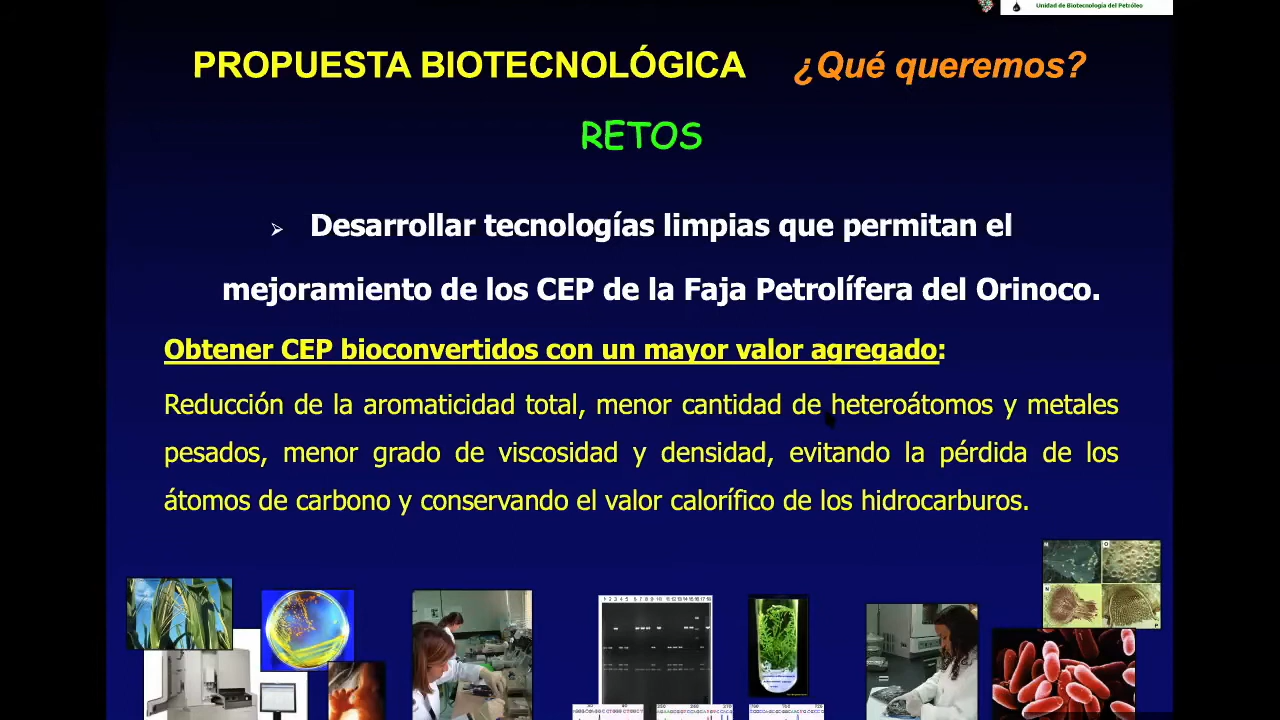 Unidad de Biotecnología del Petróleo
PROPUESTA BIOTECNOLÓGICA ¿Qué queremos?
RETOS
➢ Desarrollar tecnologías limpias que permitan el
mejoramiento de los CEP de la Faja Petrolífera del Orinoco.
Obtener CEP bioconvertidos con un mayor valor agregado:
Reducción de la aromaticidad total, menor cantidad de heteroátomos y metales
pesados, menor grado de viscosidad y densidad, evitando la pérdida de los
átomos de carbono y conservando el valor calorífico de los hidrocarburos.